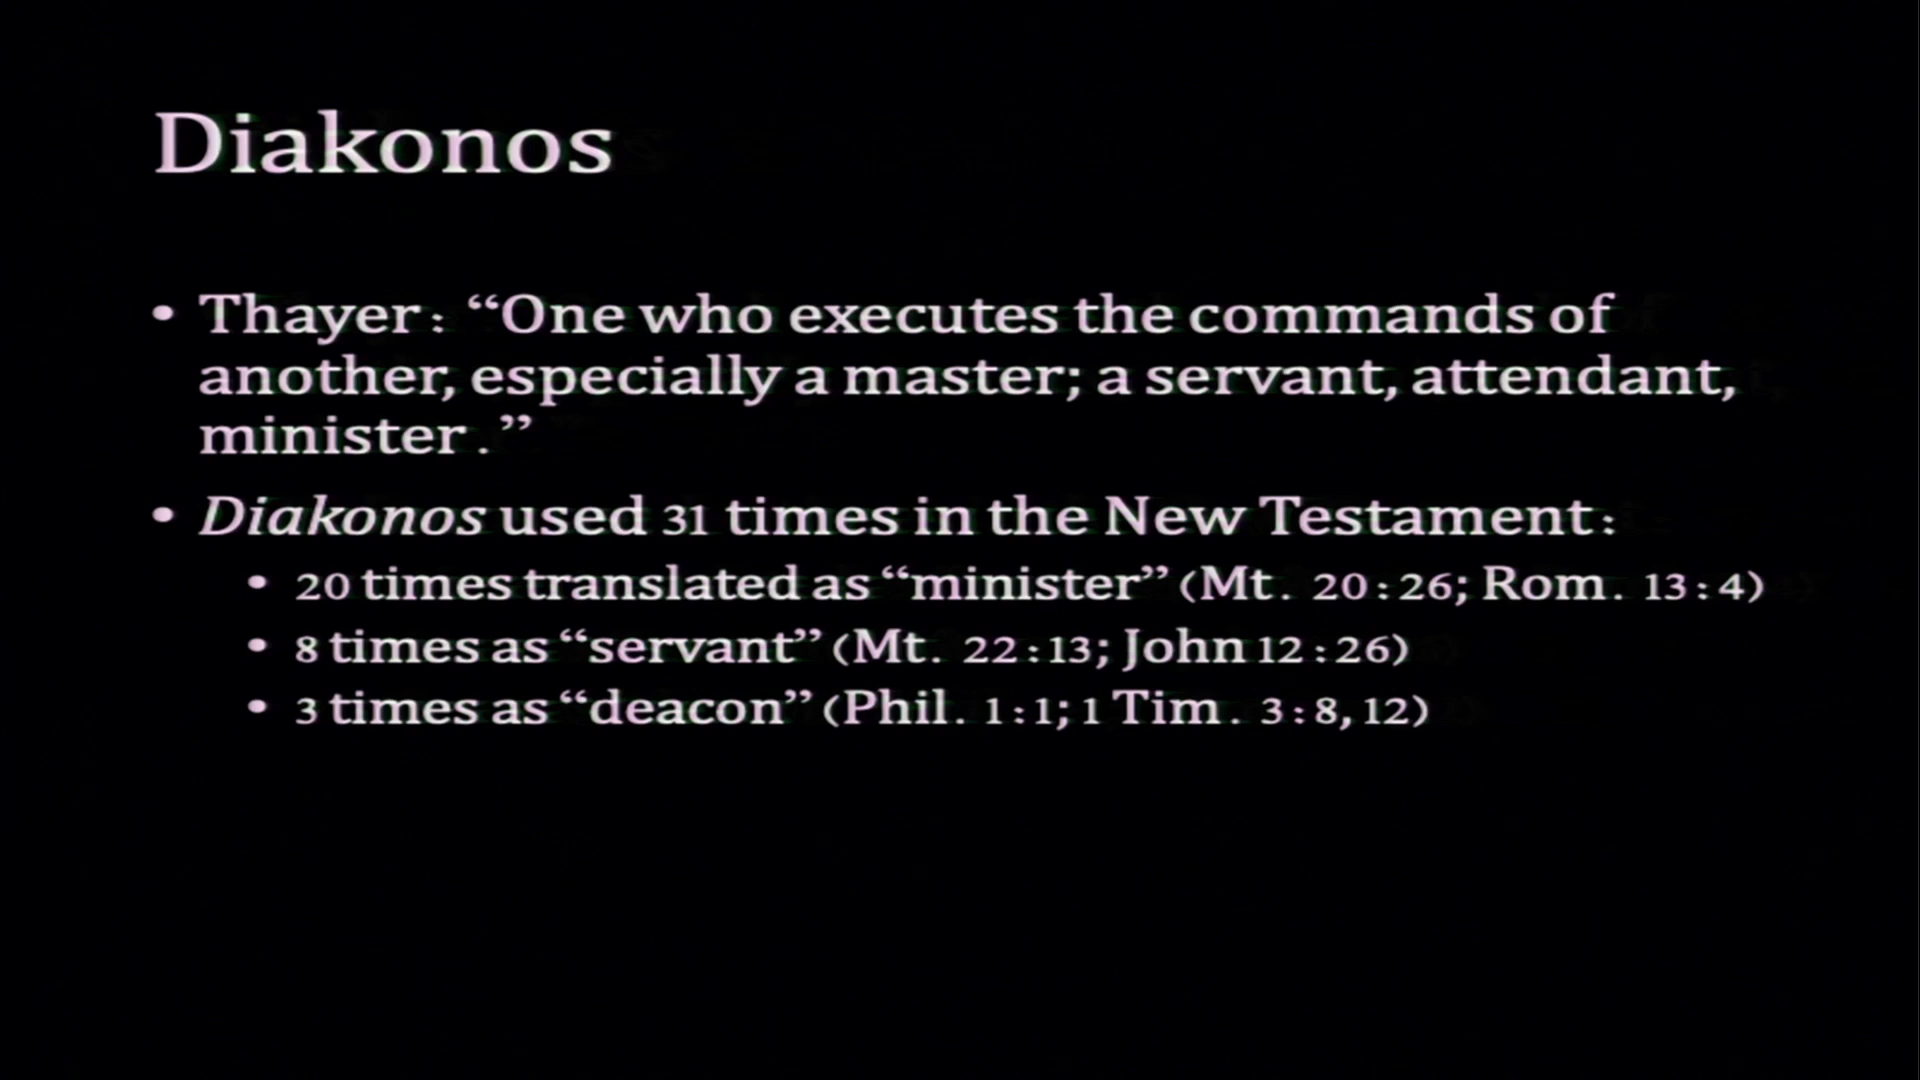 Diakonos
• Thayer: “One who executes the commands of
another, especially a master; a servant, attendant,
minister.”
• Diakonos used 31 times in the New Testament:
• 20 times translated as “minister” (Mt. 20:26; Rom. 13:4)
• 8 times as “servant” (Mt. 22:13; John 12:26)
• 3 times as “deacon” (Phil. 1:1; 1 Tim. 3:8, 12)